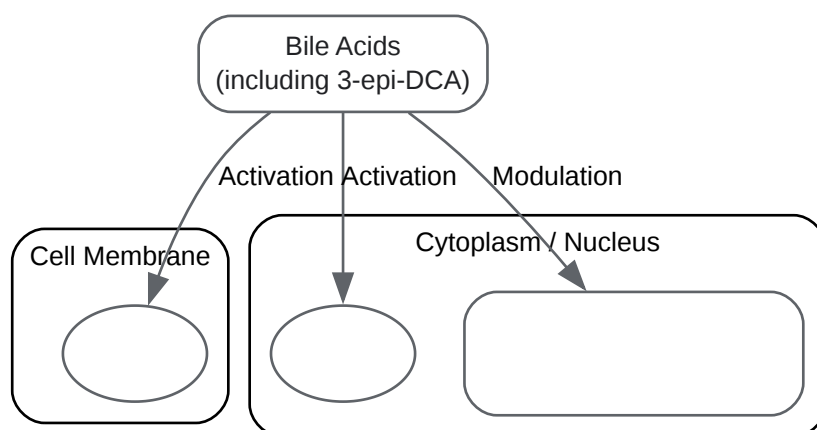 Bile Acids
(including 3-epi-DCA)
Activation
Activation
Modulation
Cell Membrane
Cytoplasm / Nucleus